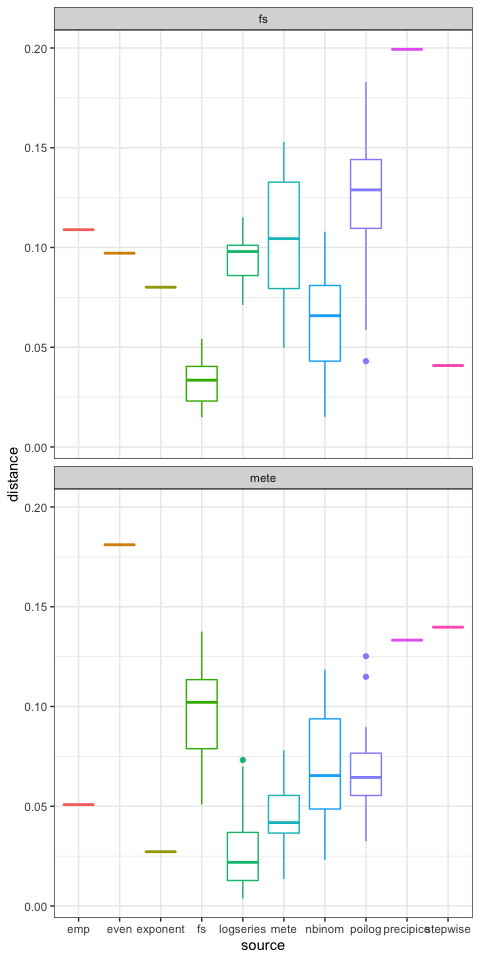 fs
0.20
0.15
0.10
0.05
0.00
distance
mete
0.20
0.15
0.10
0.05
0.00
emp even exponent fs logseries mete nbinom poilog precipice stepwise
source